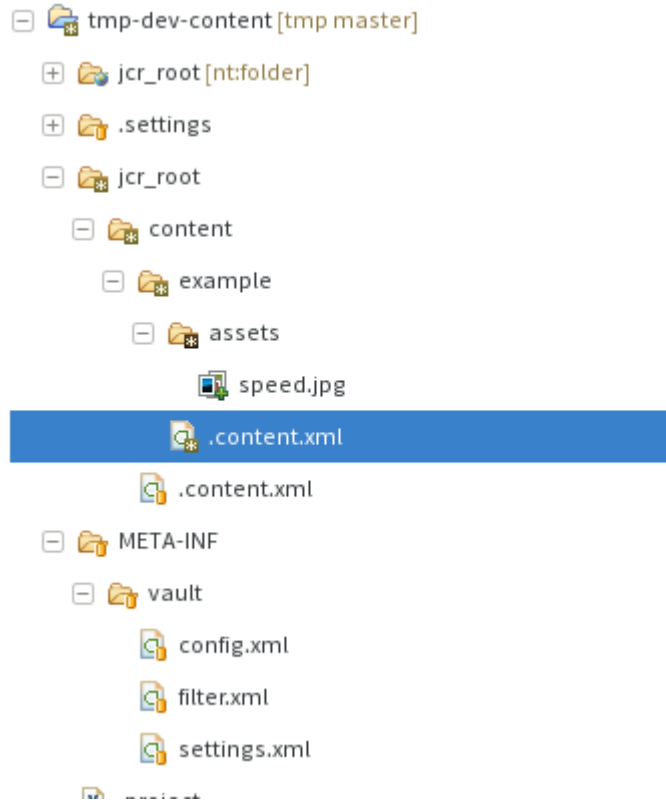 tmp-dev-content [tmp master]
jcr_root [nt:folder]
.settings
jcr_root
content
example
assets
speed.jpg
.content.xml
.content.xml
META-INF
vault
config.xml
filter.xml
settings.xml
.project